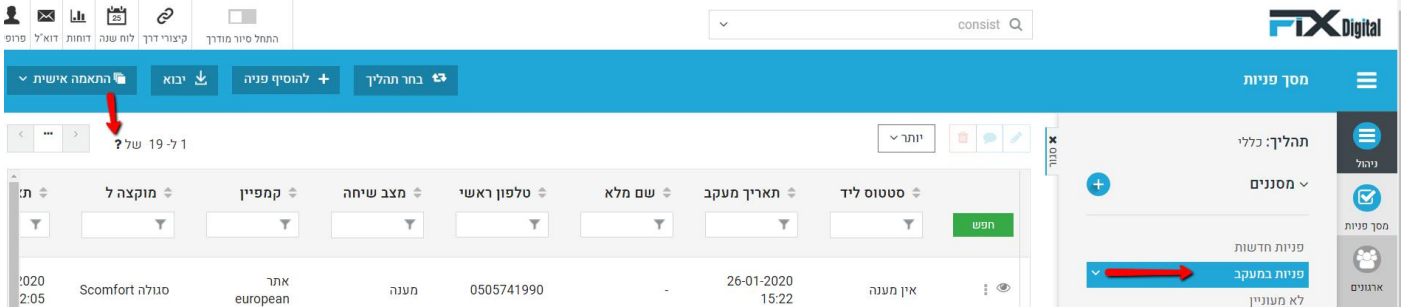 FIX Digital
consist
התחל סיור מודרך
קיצורי דרך
לוח שנה
25
דוחות
דוא"ל
פרופי
מסך פניות
בחר תהליך
+ להוסיף פניה
יבוא
התאמה אישית
ניהול
מסך פניות
ארגונים
תהליך: כללי
מסננים
פניות חדשות
פניות במעקב
לא מעוניין
סגור
יותר
1 ל- 19 של ?
סטטוס ליד
תאריך מעקב
שם מלא
טלפון ראשי
מצב שיחה
קמפיין
מוקצה ל
תא
חפש
אין מענה
26-01-2020
15:22
-
0505741990
מענה
אתר
european
סגולה Scomfort
2020
2:05